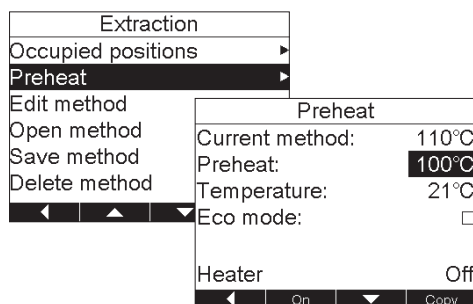 Extraction
Occupied positions
Preheat
Edit method
Open method
Save method
Delete method
Preheat
Current method: 110°C
Preheat: 100°C
Temperature: 21°C
Eco mode:
Heater Off
On Copy